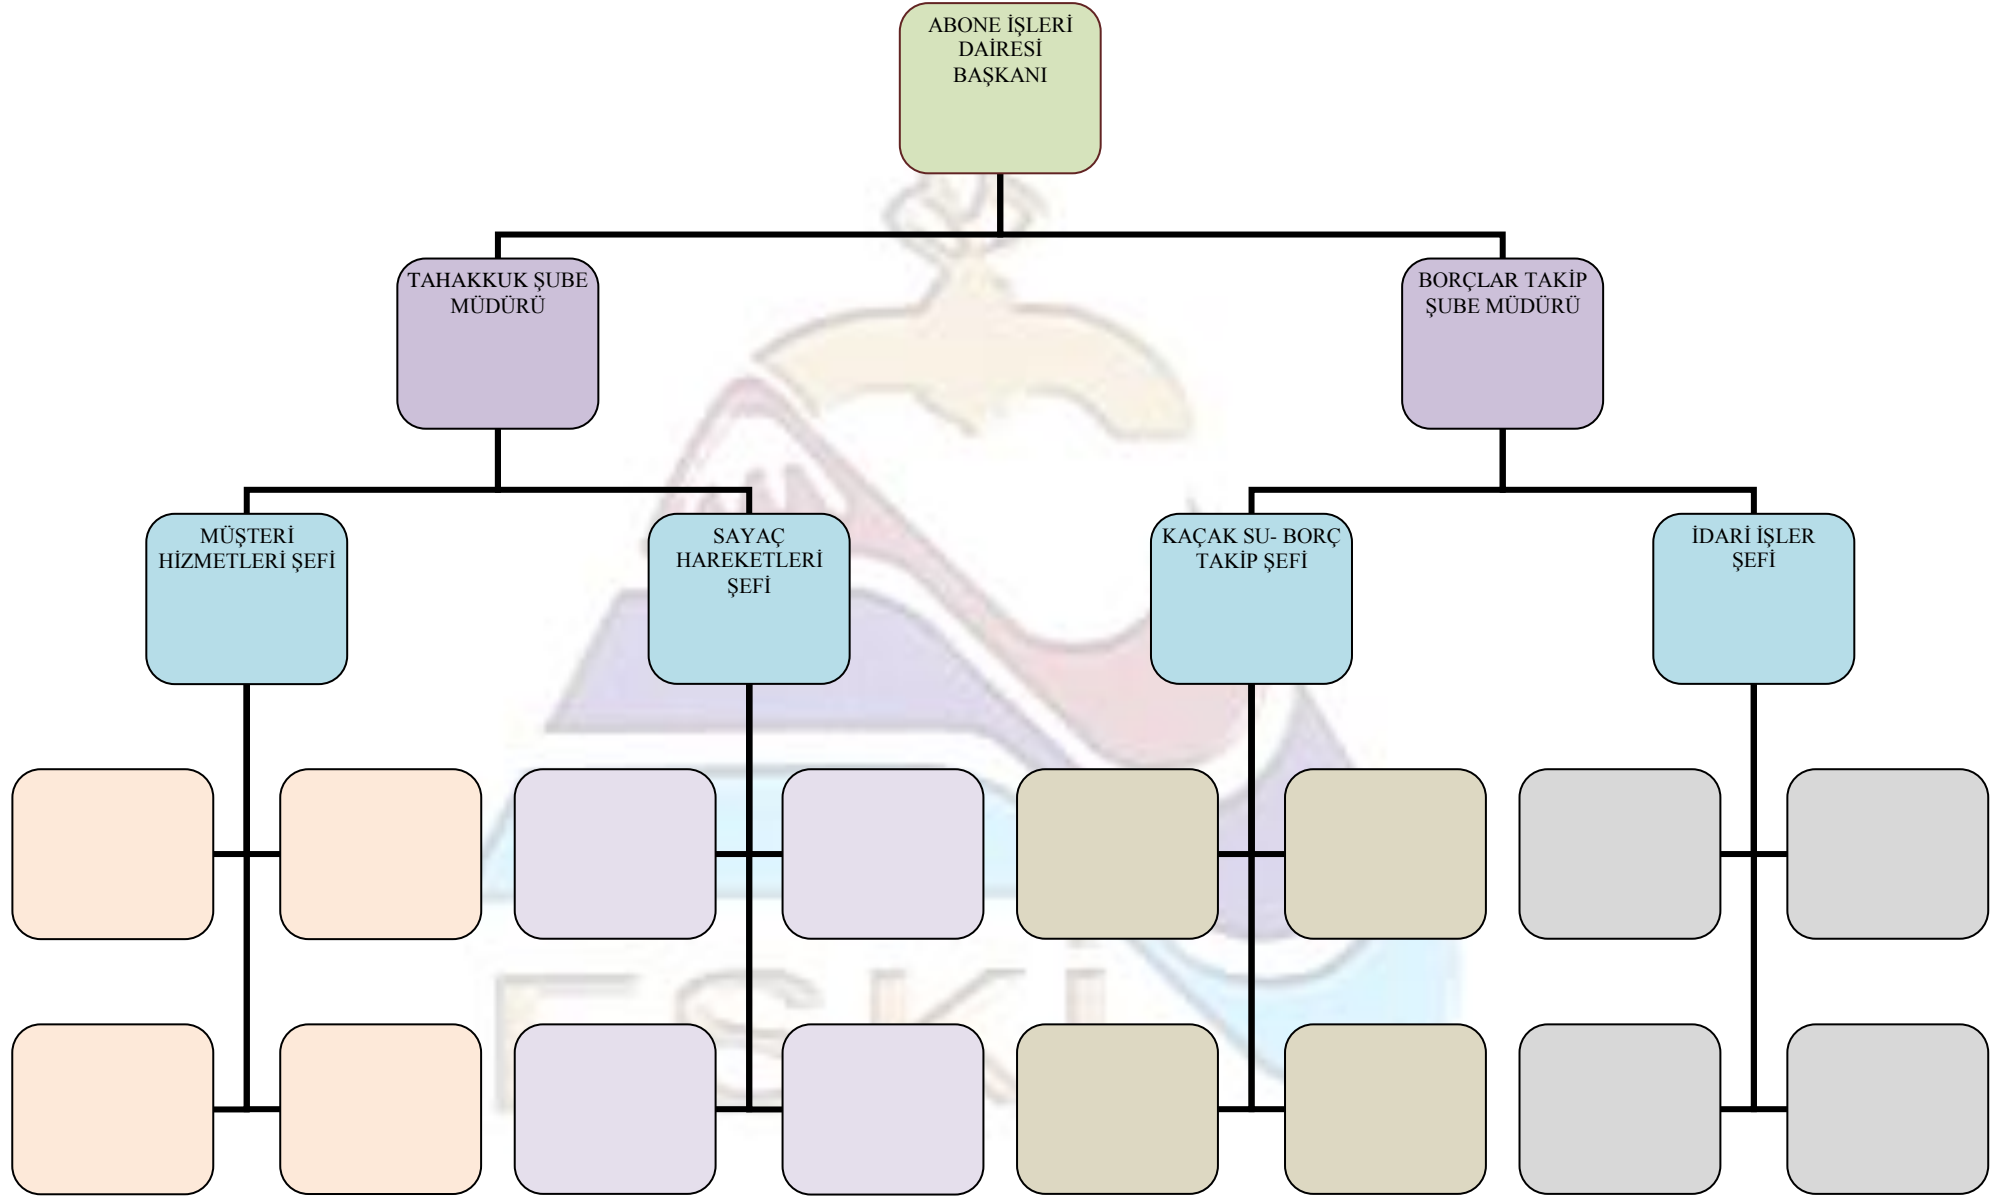 ABONE İŞLERİ
DAİRESİ
BAŞKANI
TAHAKKUK ŞUBE
MÜDÜRÜ
BORÇLAR TAKİP
ŞUBE MÜDÜRÜ
MÜŞTERİ
HİZMETLERİ ŞEFİ
SAYAÇ
HAREKETLERİ
ŞEFİ
KAÇAK SU- BORÇ
TAKİP ŞEFİ
İDARİ İŞLER
ŞEFİ
ESKİ